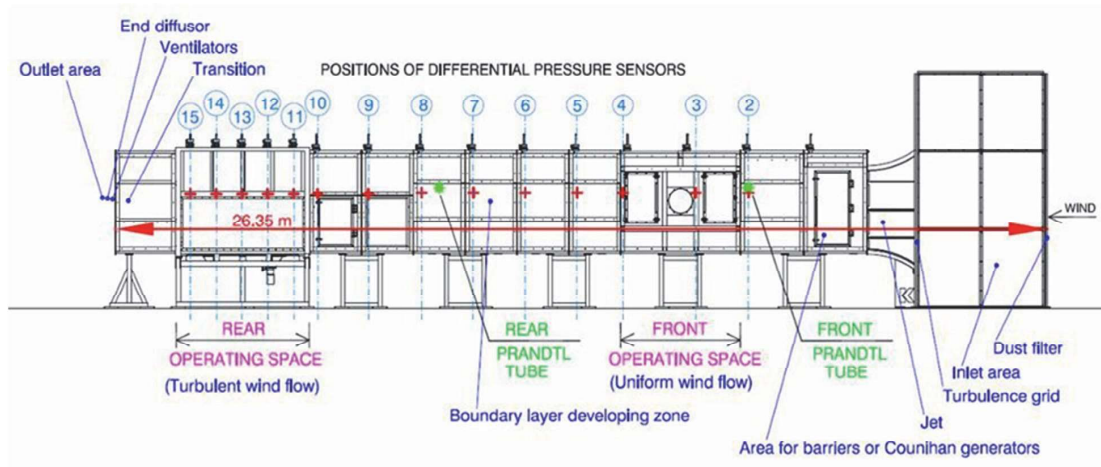 End diffusor
Ventilators
Outlet area
Transition
POSITIONS OF DIFFERENTIAL PRESSURE SENSORS
15
14
13
12
11
10
9
8
7
6
5
4
3
2
26.35 m
WIND
REAR
OPERATING SPACE
(Turbulent wind flow)
REAR
PRANDTL
TUBE
FRONT
OPERATING SPACE
(Uniform wind flow)
FRONT
PRANDTL
TUBE
Dust filter
Inlet area
Turbulence grid
Jet
Boundary layer developing zone
Area for barriers or Counihan generators